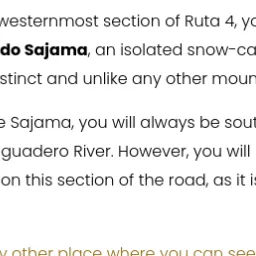 westernmost section of Ruta 4, yo
do Sajama, an isolated snow-ca
stinct and unlike any other moun
e Sajama, you will always be sout
guadero River. However, you will
on this section of the road, as it is
y other place where you can see